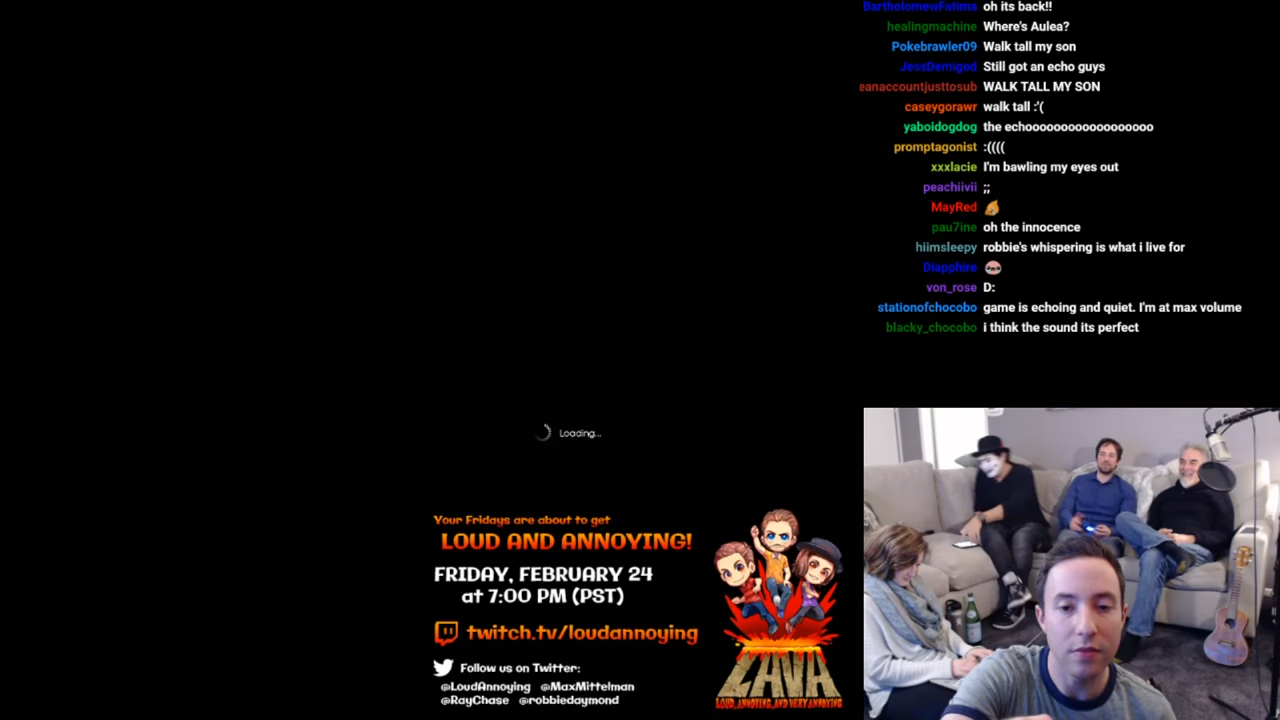 BartholomewFatima oh its back!!
healingmachine Where's Aulea?
Pokebrawler09 Walk tall my son
JessDemigod Still got an echo guys
eanaccountjusttosub WALK TALL MY SON
caseygorawr walk tall :'(
yaboidogdog the echoooooooooooooooooo
promptagonist :((((
xxxlacie I'm bawling my eyes out
peachiivii ;;
MayRed
pau7ine oh the innocence
hiimsleepy robbie's whispering is what i live for
Diapphire
von_rose D:
stationofchocobo game is echoing and quiet. I'm at max volume
blacky_chocobo i think the sound its perfect
Loading...
Your Fridays are about to get
LOUD AND ANNOYING!
FRIDAY, FEBRUARY 24
at 7:00 PM (PST)
twitch.tv/loudannoying
Follow us on Twitter:
@LoudAnnoying @MaxMittelman
@RayChase @robbiedaymond
LAVA
LOUD, ANNOYING, AND VERY ANNOYING